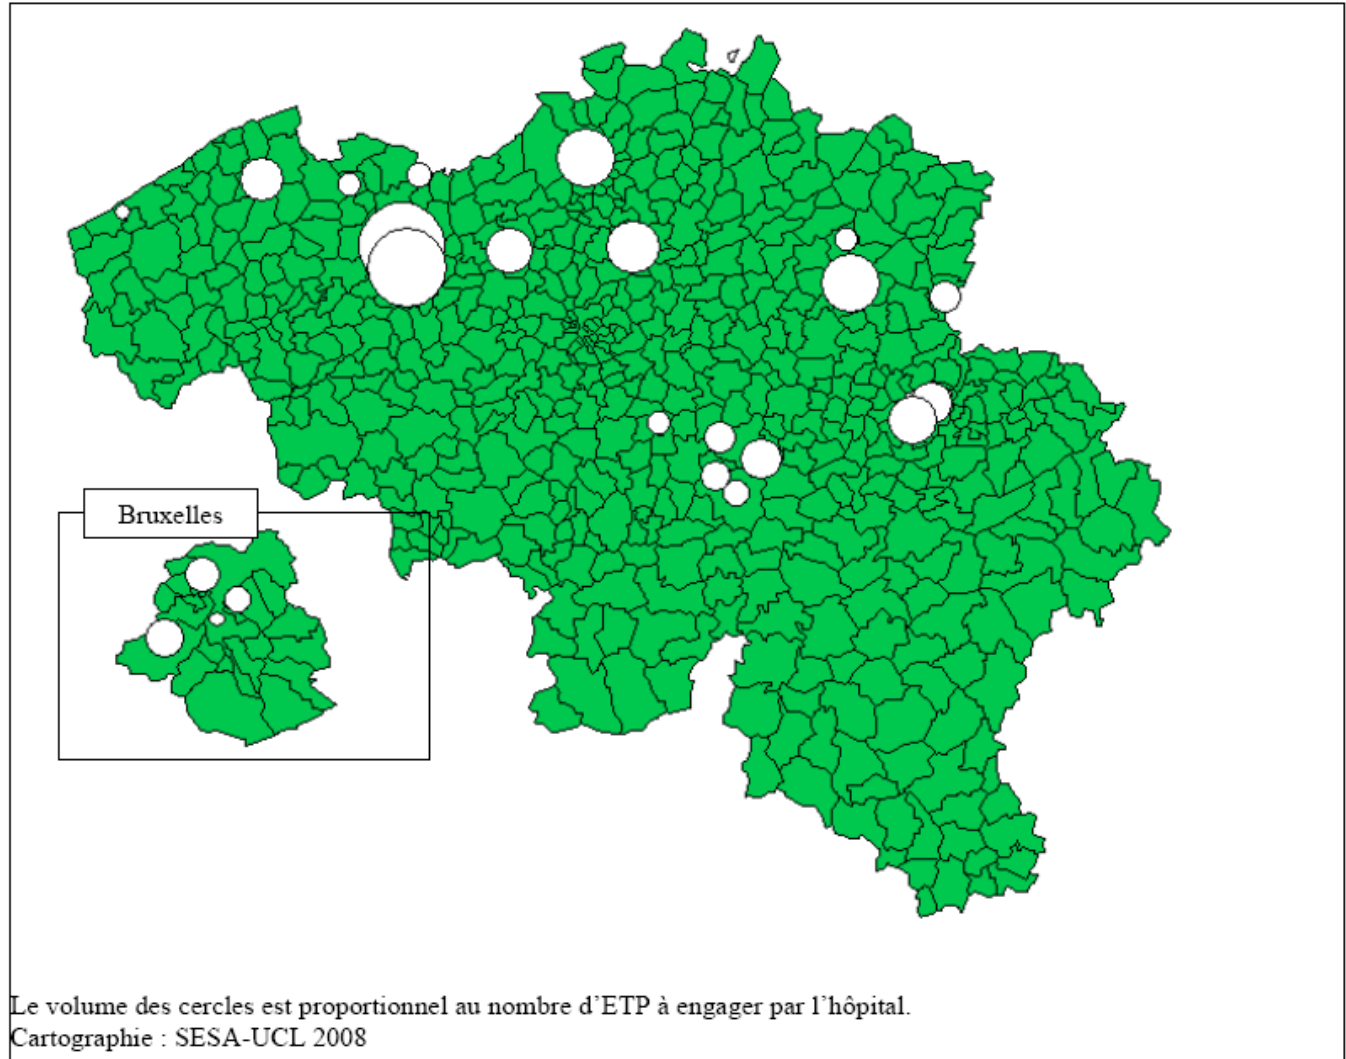 Bruxelles
Le volume des cercles est proportionnel au nombre d’ETP à engager par l’hôpital.
Cartographie : SESA-UCL 2008